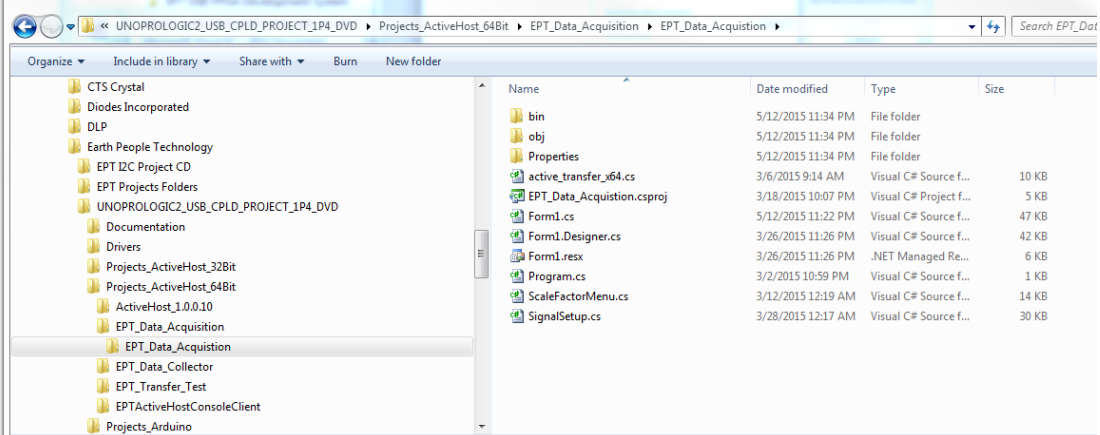 UNOPROLOGIC2_USB_CPLD_PROJECT_1P4_DVD Projects_ActiveHost_64Bit EPT_Data_Acquisition EPT_Data_Acquistion Search EPT_Dat
Organize Include in library Share with Burn New folder
CTS Crystal
Diodes Incorporated
DLP
Earth People Technology
EPT I2C Project CD
EPT Projects Folders
UNOPROLOGIC2_USB_CPLD_PROJECT_1P4_DVD
Documentation
Drivers
Projects_ActiveHost_32Bit
Projects_ActiveHost_64Bit
ActiveHost_1.0.0.10
EPT_Data_Acquisition
EPT_Data_Acquistion
EPT_Data_Collector
EPT_Transfer_Test
EPTActiveHostConsoleClient
Projects_Arduino
Name Date modified Type Size
bin 5/12/2015 11:34 PM File folder
obj 5/12/2015 11:34 PM File folder
Properties 5/12/2015 11:34 PM File folder
active_transfer_x64.cs 3/6/2015 9:14 AM Visual C# Source f... 10 KB
EPT_Data_Acquistion.csproj 3/18/2015 10:07 PM Visual C# Project f... 5 KB
Form1.cs 5/12/2015 11:22 PM Visual C# Source f... 47 KB
Form1.Designer.cs 3/26/2015 11:26 PM Visual C# Source f... 42 KB
Form1.resx 3/26/2015 11:26 PM .NET Managed Re... 6 KB
Program.cs 3/2/2015 10:59 PM Visual C# Source f... 1 KB
ScaleFactorMenu.cs 3/12/2015 12:19 AM Visual C# Source f... 14 KB
SignalSetup.cs 3/28/2015 12:17 AM Visual C# Source f... 30 KB